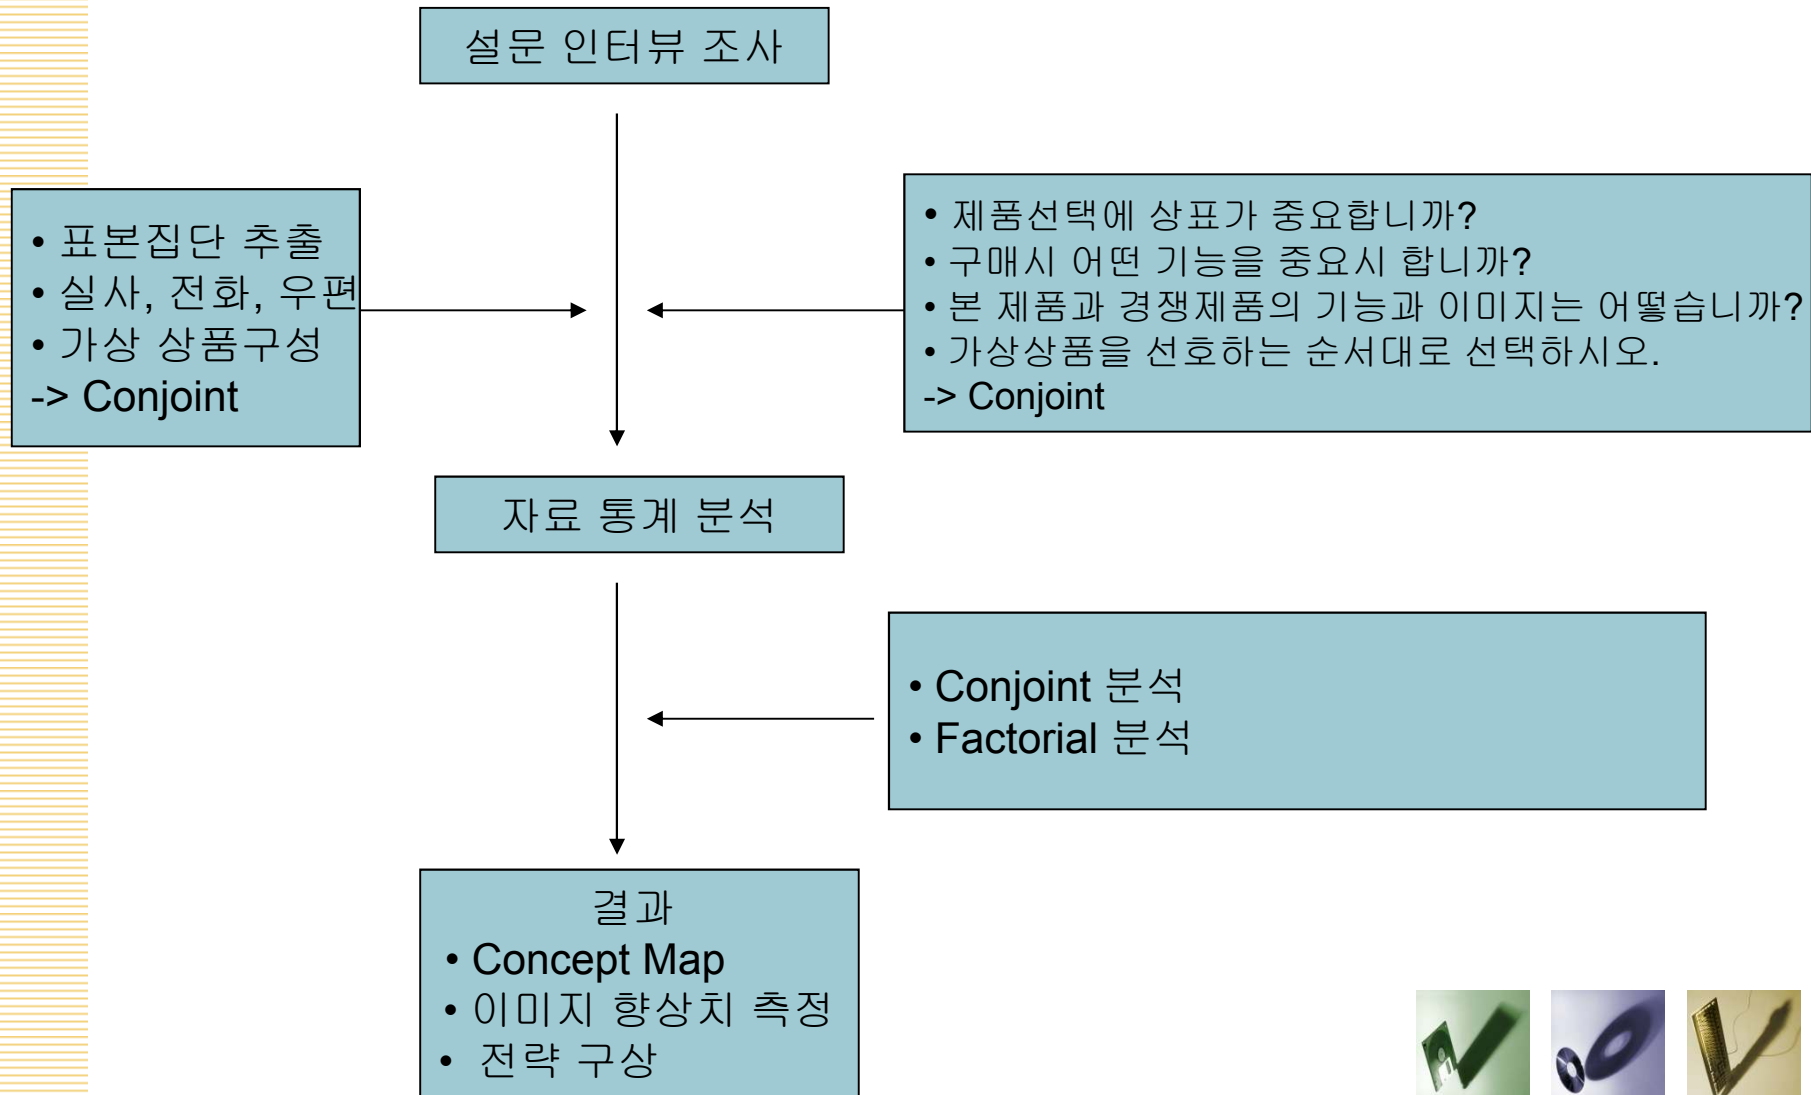 설문 인터뷰 조사
• 표본집단 추출
• 실사, 전화, 우편
• 가상 상품구성
-> Conjoint
• 제품선택에 상표가 중요합니까?
• 구매시 어떤 기능을 중요시 합니까?
• 본 제품과 경쟁제품의 기능과 이미지는 어떻습니까?
• 가상상품을 선호하는 순서대로 선택하시오.
-> Conjoint
자료 통계 분석
• Conjoint 분석
• Factorial 분석
결과
• Concept Map
• 이미지 향상치 측정
• 전략 구상